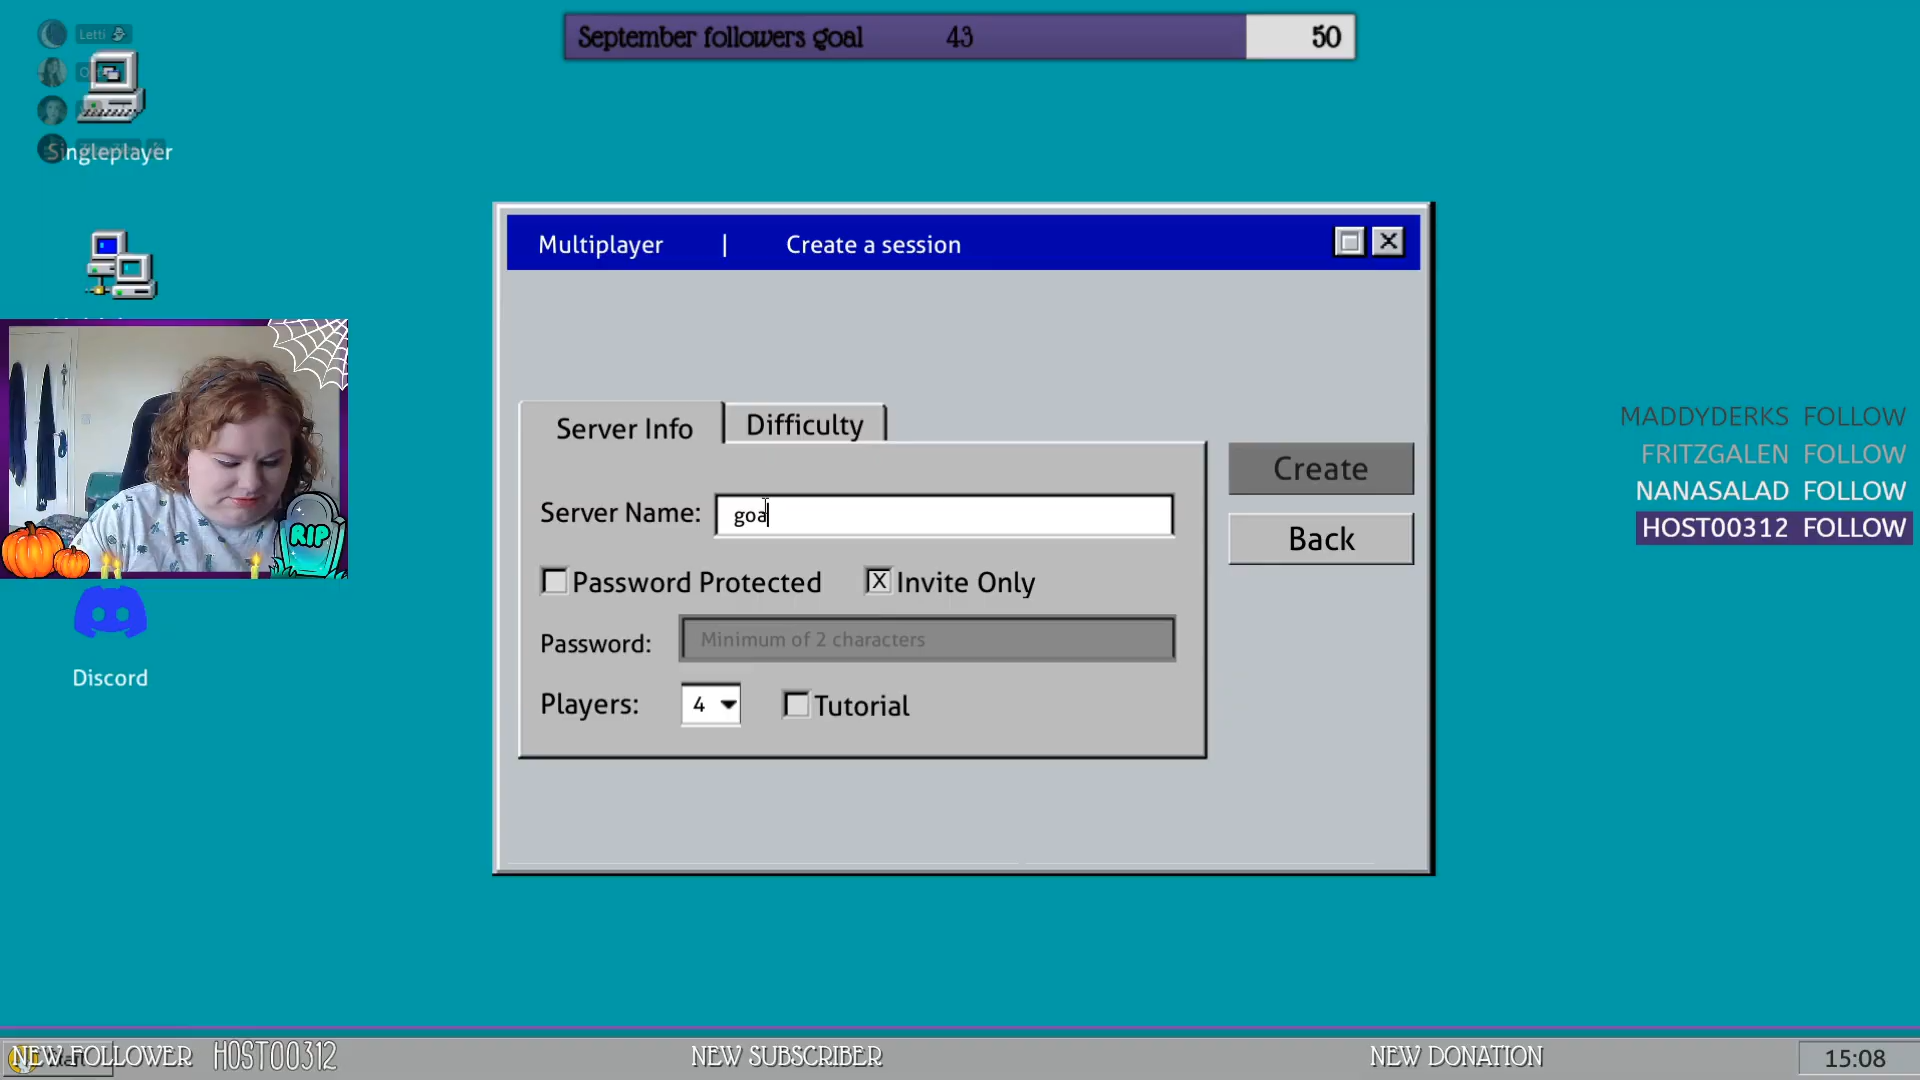 September followers goal 43 50
Letti
Singleplayer
Multiplayer | Create a session
Server Info
Difficulty
Server Name: goa
Create
Back
Password Protected
X Invite Only
Password: Minimum of 2 characters
Players: 4
Tutorial
RIP
Discord
MADDYDERKS FOLLOW
FRITZGALEN FOLLOW
NANASALAD FOLLOW
HOST00312 FOLLOW
NEW FOLLOWER HOST00312
NEW SUBSCRIBER
NEW DONATION
15:08